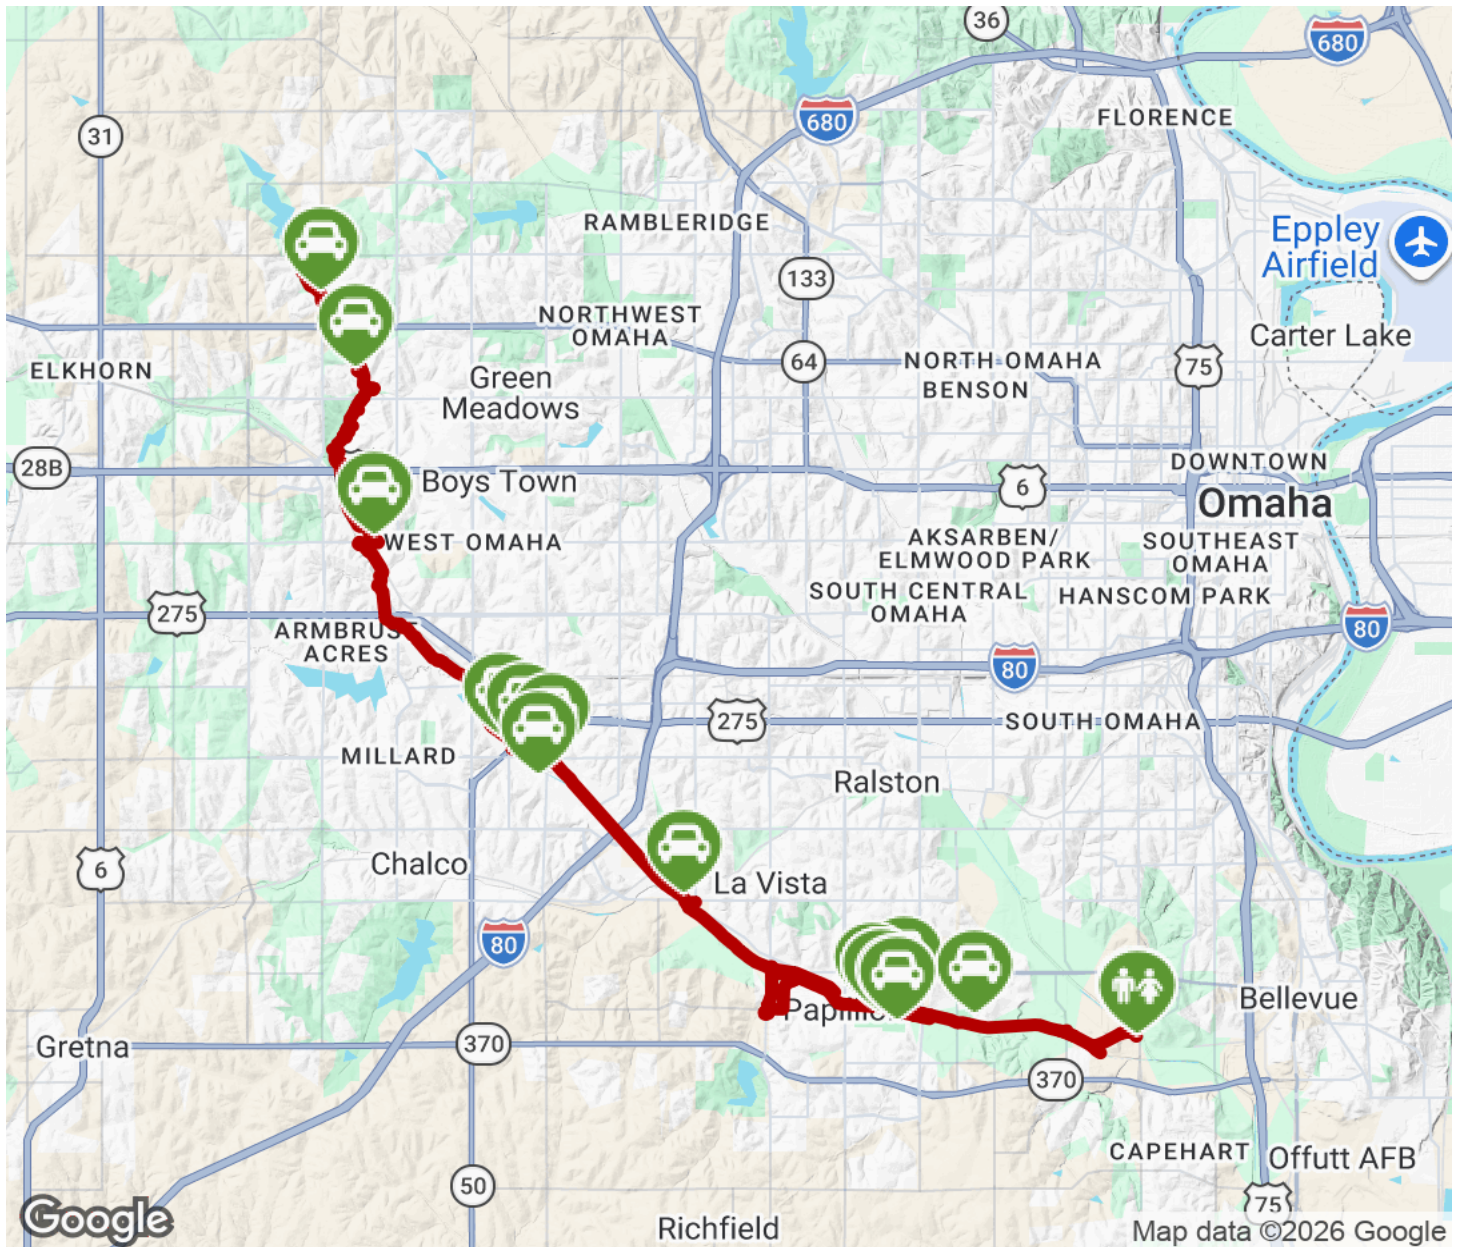 36
680
680
FLORENCE
31
RAMBLERIDGE
Eppley
Airfield
133
NORTHWEST
OMAHA
Carter Lake
ELKHORN
64
NORTH OMAHA
BENSON
75
Green
Meadows
28B
Boys Town
6
DOWNTOWN
Omaha
WEST OMAHA
AKSARBEN/
ELMWOOD PARK
SOUTHEAST
OMAHA
SOUTH CENTRAL
OMAHA
HANSCOM PARK
275
80
ARMBRUST
ACRES
80
275
SOUTH OMAHA
MILLARD
Ralston
6
Chalco
La Vista
80
Bellevue
Gretna
370
370
CAPEHART
Offutt AFB
50
75
Richfield
Google
Map data ©2026 Google